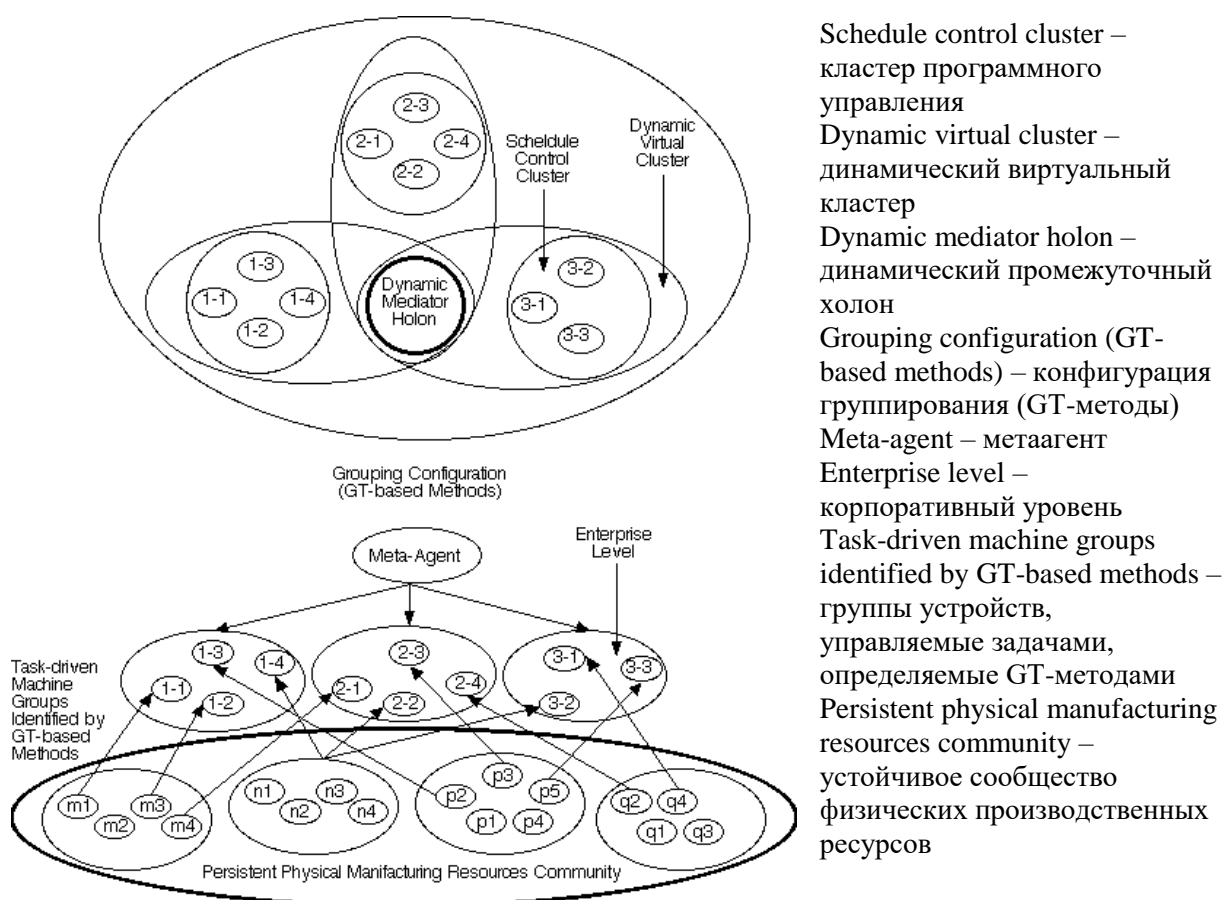 2-3
2-1
2-4
2-2
Scheldule
Control
Cluster
Dynamic
Virtual
Cluster
1-3
1-1
1-4
1-2
Dynamic
Mediator
Holon
3-2
3-1
3-3
Grouping Configuration
(GT-based Methods)
Meta-Agent
Enterprise
Level
Task-driven
Machine
Groups
Identified by
GT-based
Methods
1-3
1-4
1-1
1-2
2-3
2-1
2-4
2-2
3-1
3-3
3-2
m1
m3
m2
m4
n1
n3
n2
n4
p3
p2
p5
p1
p4
q2
q4
q1
q3
Persistent Physical Manifacturing Resources Community
Schedule control cluster –
кластер программного
управления
Dynamic virtual cluster –
динамический виртуальный
кластер
Dynamic mediator holon –
динамический промежуточный
холон
Grouping configuration (GT-
based methods) – конфигурация
группирования (GT-методы)
Meta-agent – метаагент
Enterprise level –
корпоративный уровень
Task-driven machine groups
identified by GT-based methods –
группы устройств,
управляемые задачами,
определяемые GT-методами
Persistent physical manufacturing
resources community –
устойчивое сообщество
физических производственных
ресурсов